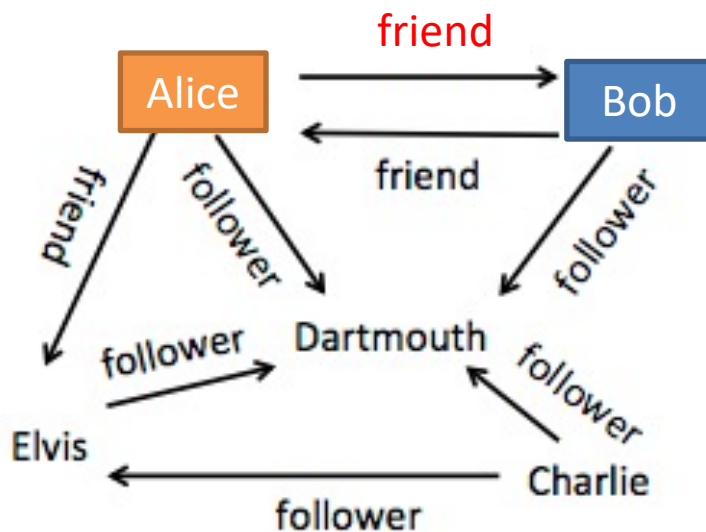 friend
Alice
Bob
friend
friend
follower
follower
Dartmouth
follower
follower
Elvis
Charlie
follower